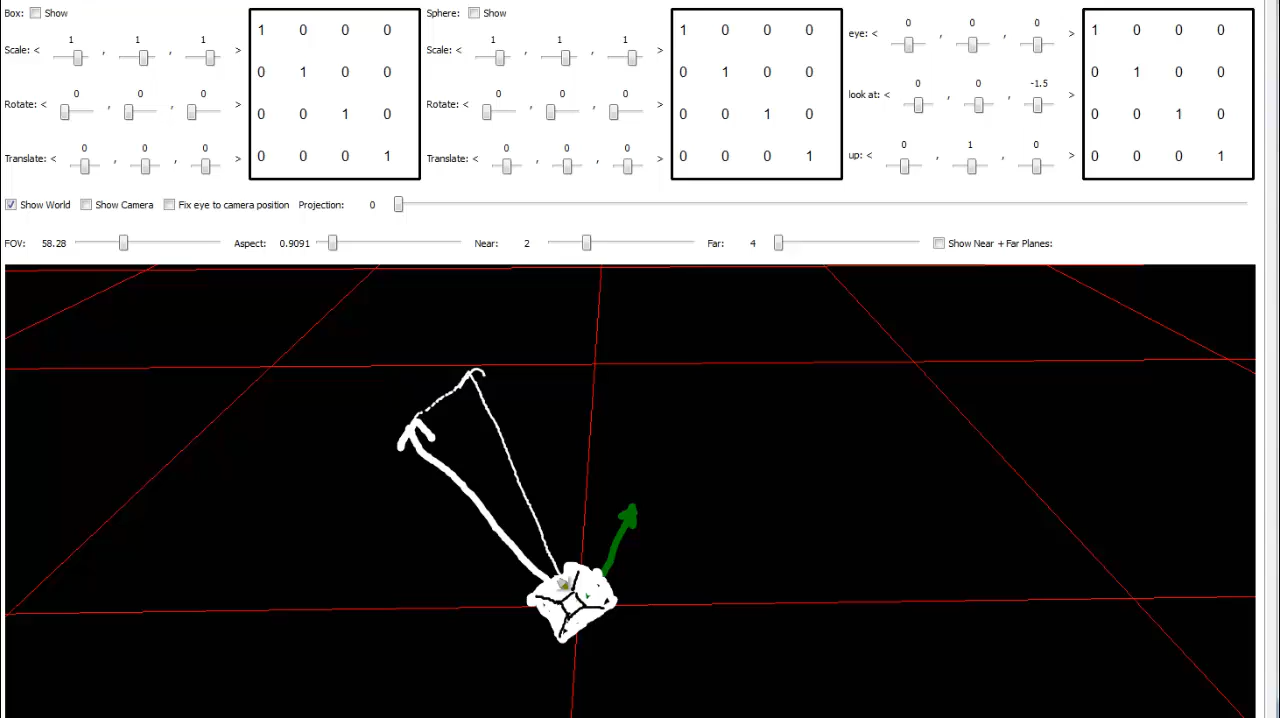 Box: Show
1 , 1 , 1
Scale: < >
0 , 0 , 0
Rotate: < >
0 , 0 , 0
Translate: < >
1 0 0 0
0 1 0 0
0 0 1 0
0 0 0 1
Sphere: Show
1 , 1 , 1
Scale: < >
0 , 0 , 0
Rotate: < >
0 , 0 , 0
Translate: < >
1 0 0 0
0 1 0 0
0 0 1 0
0 0 0 1
0 , 0 , 0
eye: < >
0 , 0 , -1.5
look at: < >
0 , 1 , 0
up: < >
1 0 0 0
0 1 0 0
0 0 1 0
0 0 0 1
Show World Show Camera Fix eye to camera position Projection: 0
FOV: 58.28 Aspect: 0.9091 Near: 2 Far: 4 Show Near + Far Planes: